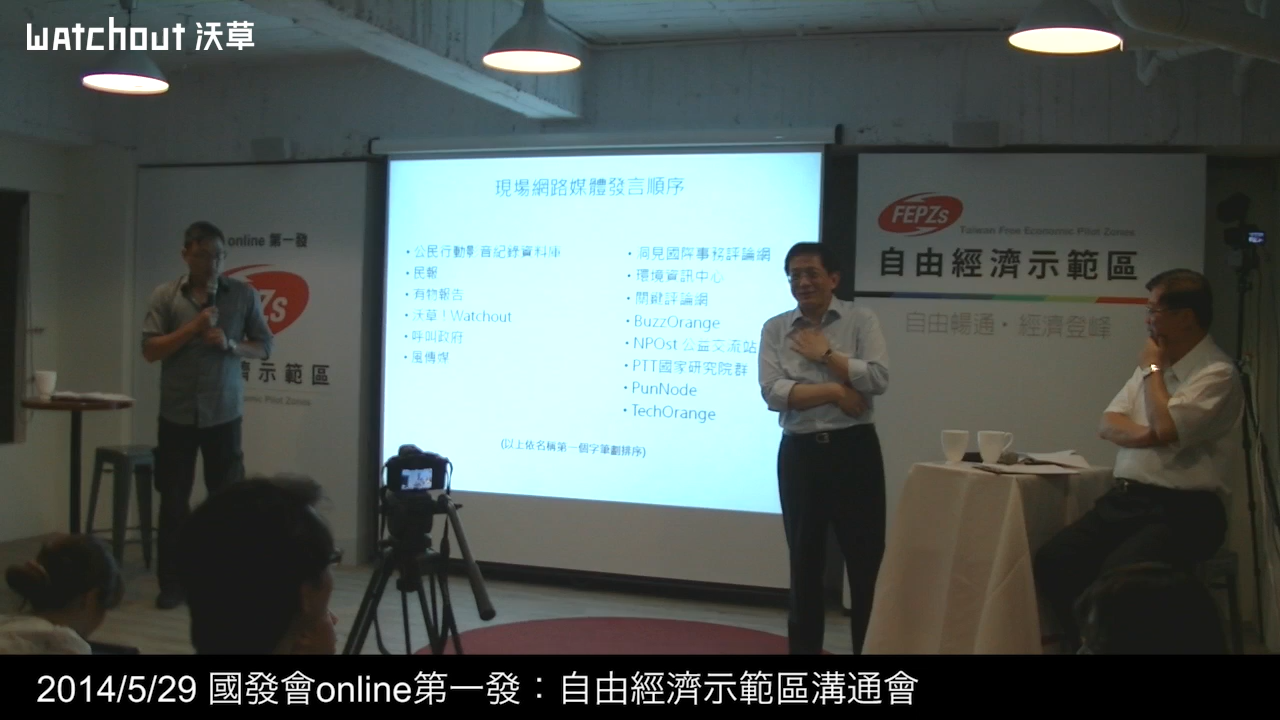 watchout 沃草
現場網路媒體發言順序
• 公民行動影音紀錄資料庫
• 民報
• 有物報告
• 沃草！Watchout
• 呼叫政府
• 風傳媒
• 洞見國際事務評論網
• 環境資訊中心
• 關鍵評論網
• BuzzOrange
• NPOst 公益交流站
• PTT國家研究院群
• PunNode
• TechOrange
(以上依名稱第一個字筆劃排序)
online 第一發
PZs
濟示範區
Economic Pilot Zones
FEPZs
Taiwan Free Economic Pilot Zones
自由經濟示範區
自由暢通・經濟登峰
2014/5/29 國發會online第一發：自由經濟示範區溝通會